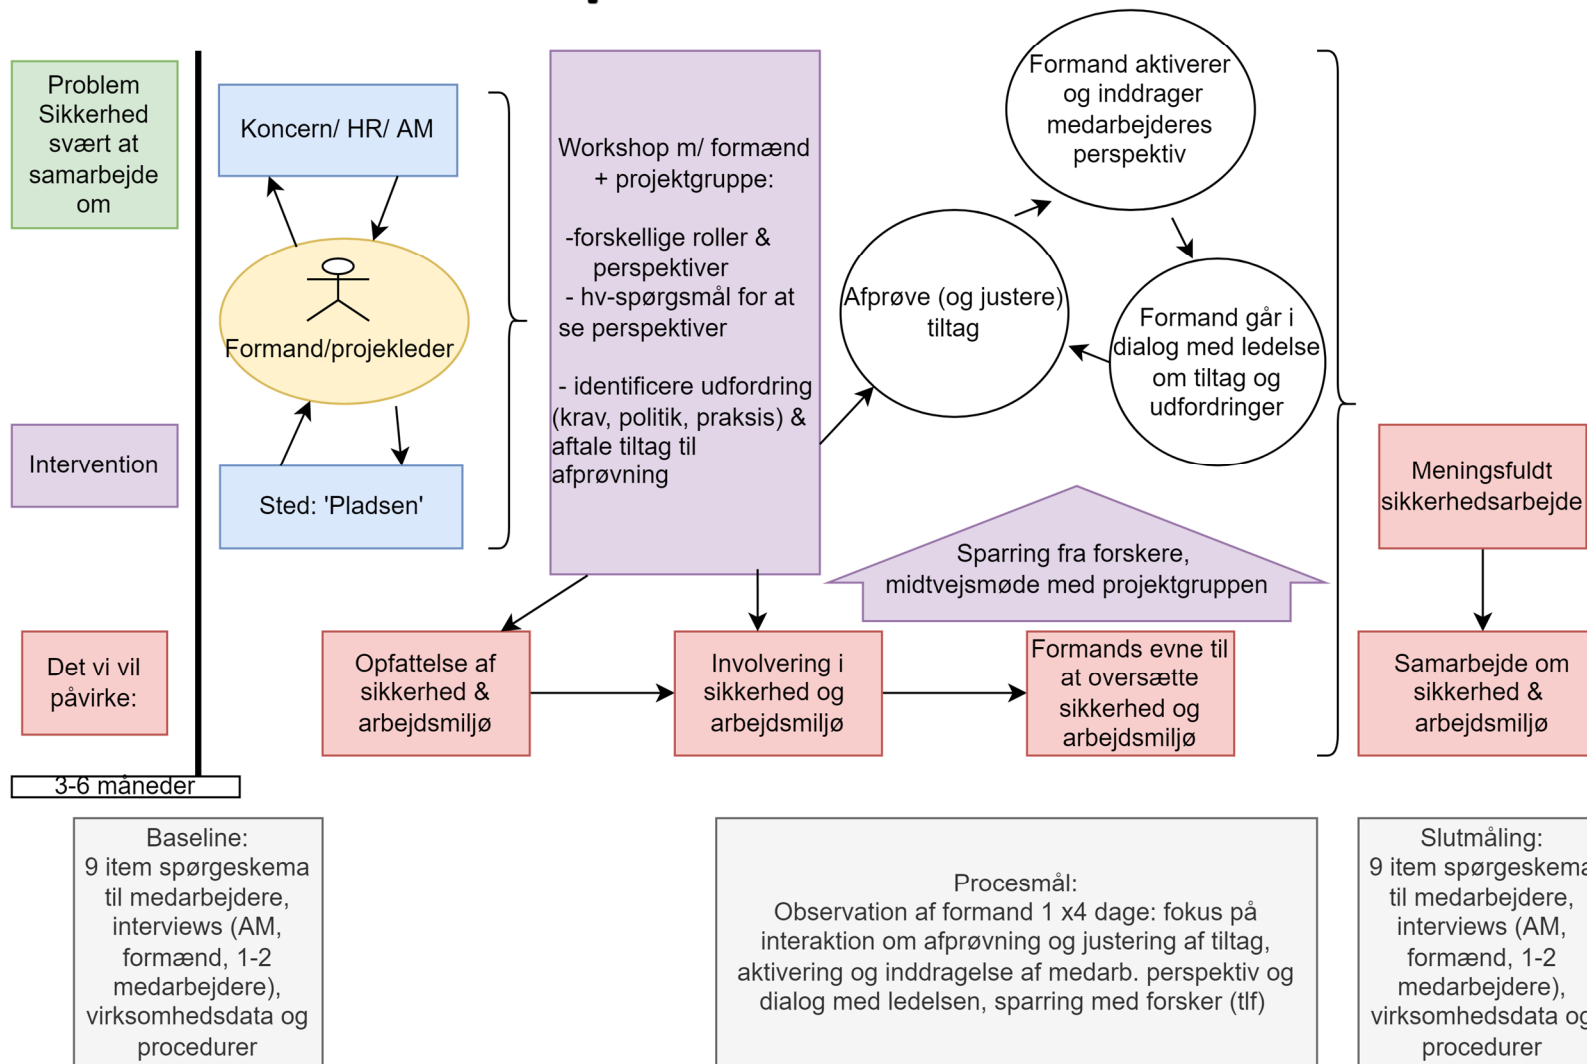 Problem
Sikkerhed
svært at
samarbejde
om
Intervention
Det vi vil
påvirke:
3-6 måneder
Koncern/ HR/ AM
Formand/projekleder
Sted: 'Pladsen'
Workshop m/ formænd
+ projektgruppe:
-forskellige roller &
perspektiver
- hv-spørgsmål for at
se perspektiver
- identificere udfordring
(krav, politik, praksis) &
aftale tiltag til
afprøvning
Formand aktiverer
og inddrager
medarbejderes
perspektiv
Afprøve (og justere)
tiltag
Formand går i
dialog med ledelse
om tiltag og
udfordringer
Sparring fra forskere,
midtvejsmøde med projektgruppen
Meningsfuldt
sikkerhedsarbejde
Opfattelse af
sikkerhed &
arbejdsmiljø
Involvering i
sikkerhed og
arbejdsmiljø
Formands evne til
at oversætte
sikkerhed og
arbejdsmiljø
Samarbejde om
sikkerhed &
arbejdsmiljø
Baseline:
9 item spørgeskema
til medarbejdere,
interviews (AM,
formænd, 1-2
medarbejdere),
virksomhedsdata og
procedurer
Procesmål:
Observation af formand 1 x4 dage: fokus på
interaktion om afprøvning og justering af tiltag,
aktivering og inddragelse af medarb. perspektiv og
dialog med ledelsen, sparring med forsker (tlf)
Slutmåling:
9 item spørgeskema
til medarbejdere,
interviews (AM,
formænd, 1-2
medarbejdere),
virksomhedsdata og
procedurer